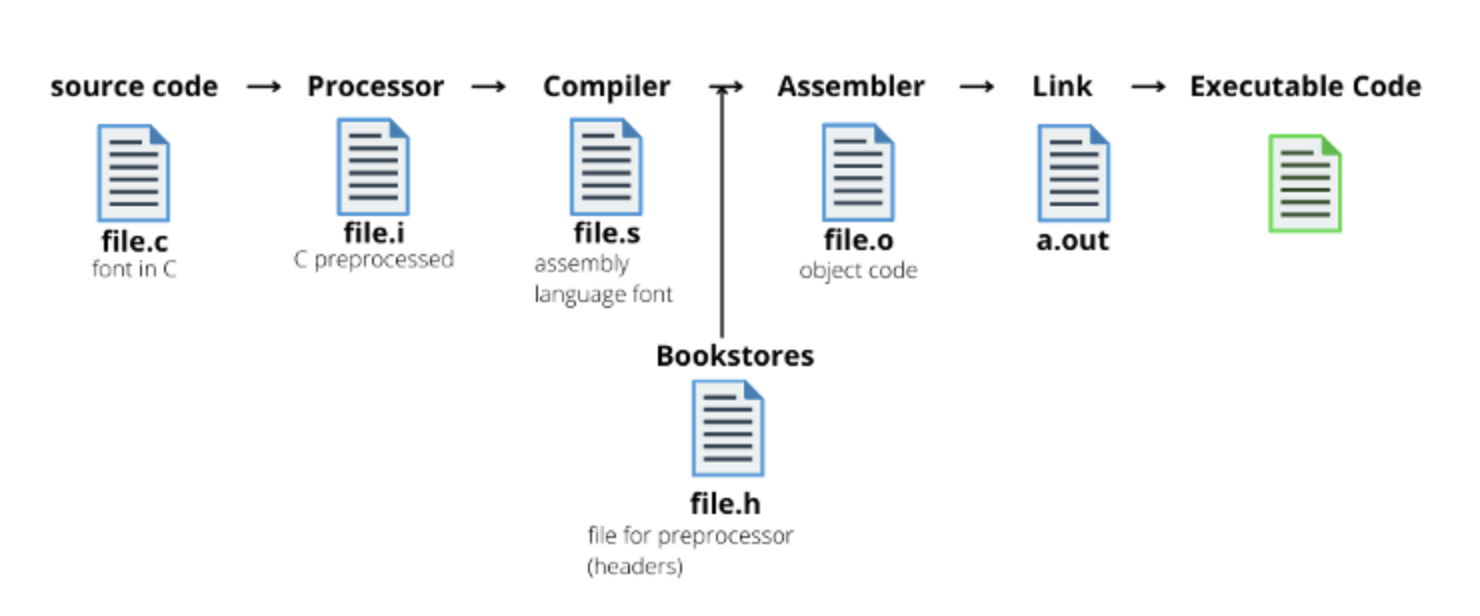 source code → Processor → Compiler → Assembler → Link → Executable Code
file.c file.i file.s file.o a.out
font in C C preprocessed assembly object code
language font
Bookstores
file.h
file for preprocessor
(headers)